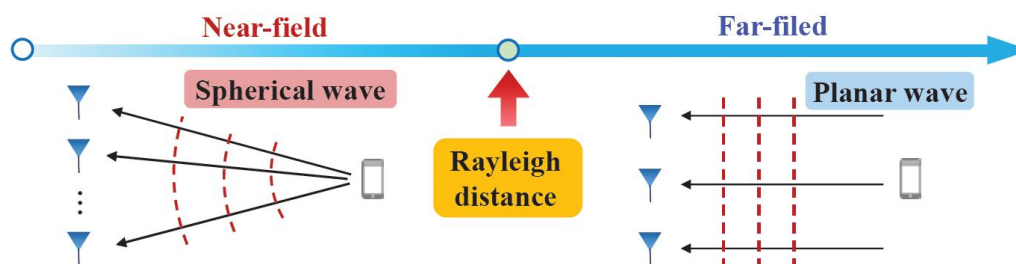 Near-field
Far-filed
Spherical wave
Planar wave
Rayleigh
distance